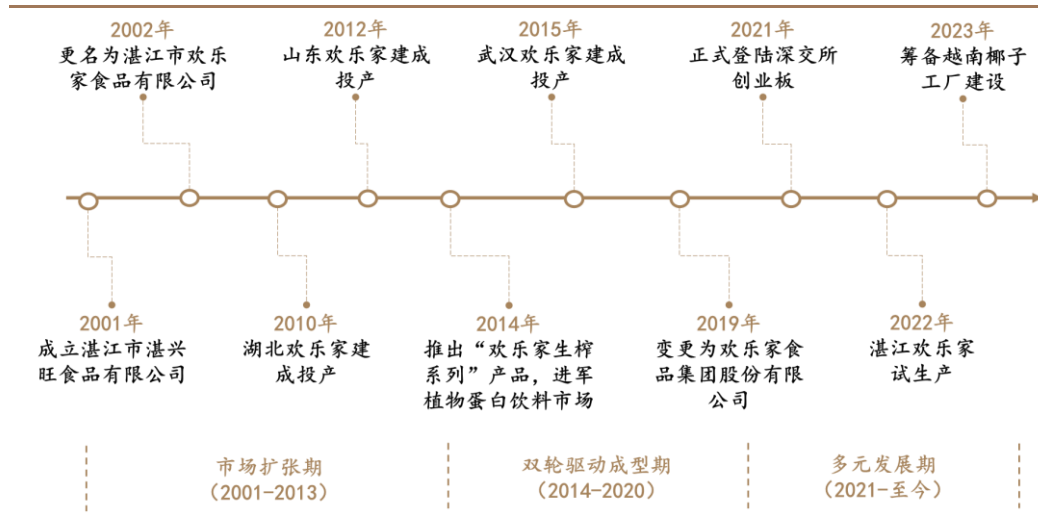 2002年
更名为湛江市欢乐
家食品有限公司
2012年
山东欢乐家建成
投产
2015年
武汉欢乐家建成
投产
2021年
正式登陆深交所
创业板
2023年
筹备越南椰子
工厂建设
2001年
成立湛江市湛兴
旺食品有限公司
2010年
湖北欢乐家建
成投产
2014年
推出“欢乐家生榨
系列”产品，进军
植物蛋白饮料市场
2019年
变更为欢乐家食
品集团股份有限
公司
2022年
湛江欢乐家
试生产
市场扩张期
（2001-2013）
双轮驱动成型期
（2014-2020）
多元发展期
（2021-至今）